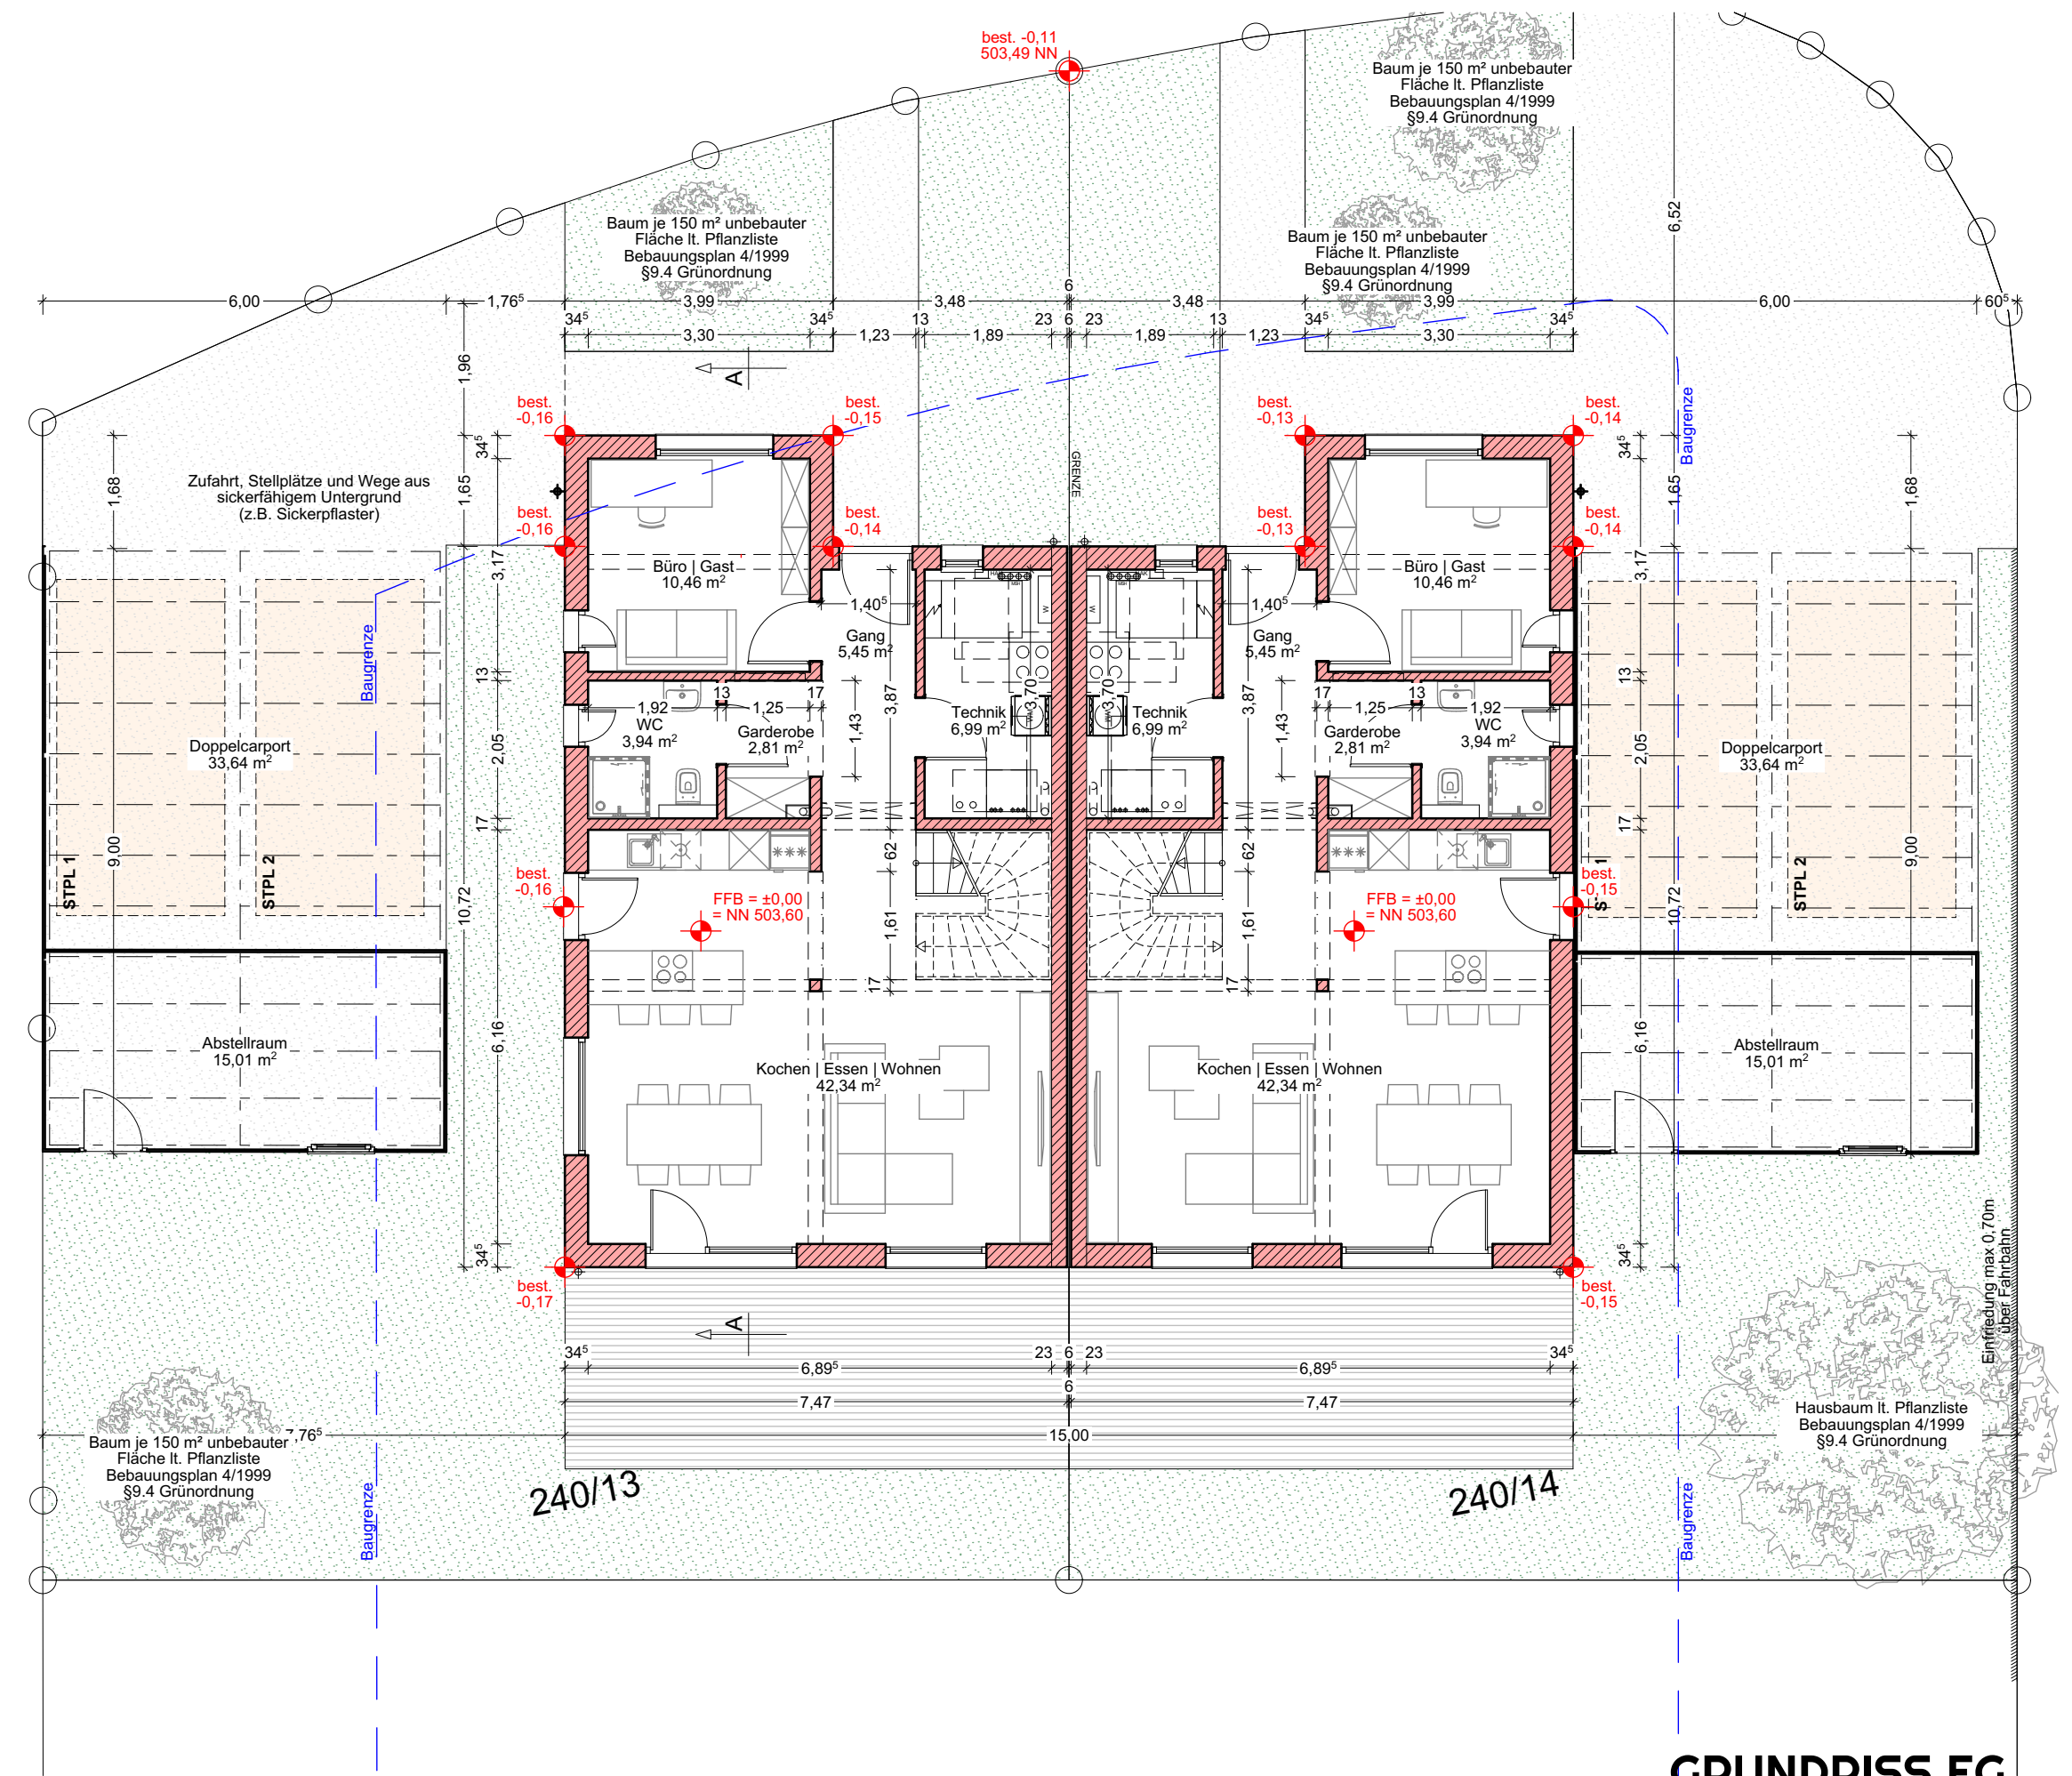 best. -0,11
503,49 NN
Baum je 150 m² unbebauter
Fläche lt. Pflanzliste
Bebauungsplan 4/1999
§9.4 Grünordnung
Baum je 150 m² unbebauter
Fläche lt. Pflanzliste
Bebauungsplan 4/1999
§9.4 Grünordnung
Baum je 150 m² unbebauter
Fläche lt. Pflanzliste
Bebauungsplan 4/1999
§9.4 Grünordnung
6,52
6
6,00 1,76⁵ 3,99 3,48 3,48 3,99 6,00 60⁵
34⁵ 34⁵ 13 23 6 23 13 34⁵ 34⁵
3,30 1,23 1,89 1,89 1,23 3,30
1,96
A
Baugrenze
best.
-0,16
best.
-0,15
best.
-0,13
best.
-0,14
GRENZE
34⁵
34⁵
1,68
1,65
1,65
1,68
Zufahrt, Stellplätze und Wege aus
sickerfähigem Untergrund
(z.B. Sickerpflaster)
best.
-0,16
best.
-0,14
best.
-0,13
best.
-0,14
3,17
3,17
Büro | Gast
10,46 m²
Büro | Gast
10,46 m²
1,40⁵
1,40⁵
Gang
5,45 m²
Gang
5,45 m²
Baugrenze
13
13
13 17
17 13
1,92 1,25
1,25 1,92
WC
3,94 m²
WC
3,94 m²
Garderobe
2,81 m²
Garderobe
2,81 m²
1,43
3,87
3,70
3,70
3,87
1,43
Technik
6,99 m²
Technik
6,99 m²
2,05
2,05
Doppelcarport
33,64 m²
Doppelcarport
33,64 m²
17
17
9,00
9,00
62
62
STPL 1
STPL 2
STPL 1
STPL 2
best.
-0,16
best.
-0,15
10,72
10,72
FFB = ±0,00
= NN 503,60
FFB = ±0,00
= NN 503,60
1,61
1,61
17
17
6,16
6,16
Abstellraum
15,01 m²
Abstellraum
15,01 m²
Kochen | Essen | Wohnen
42,34 m²
Kochen | Essen | Wohnen
42,34 m²
34⁵
34⁵
best.
-0,17
best.
-0,15
Einfriedung max 0,70m
über Fahrbahn
A
34⁵ 23 6 23 34⁵
6,89⁵ 6,89⁵
6
7,47 7,47
7,76⁵ 15,00
Baum je 150 m² unbebauter
Fläche lt. Pflanzliste
Bebauungsplan 4/1999
§9.4 Grünordnung
Hausbaum lt. Pflanzliste
Bebauungsplan 4/1999
§9.4 Grünordnung
240/13
240/14
Baugrenze
Baugrenze
GRUNDRISS EG